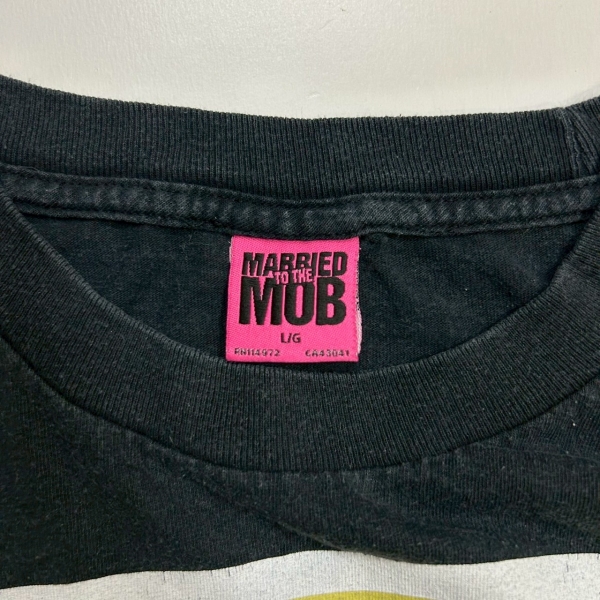 MARRIED
TO THE
MOB
L/G
RN114972 CA43041